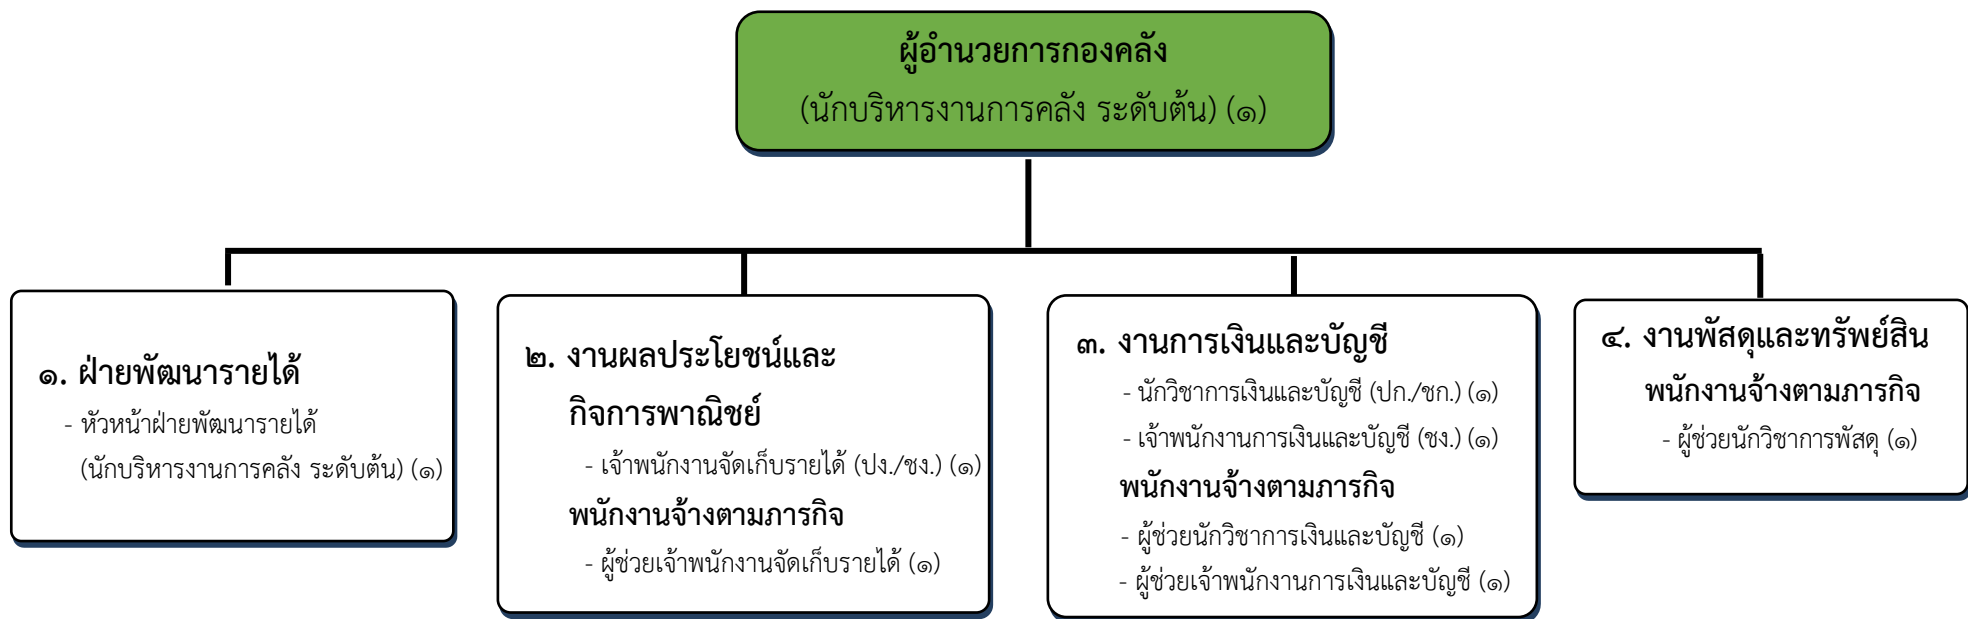 ผู้อำนวยการกองคลัง
(นักบริหารงานการคลัง ระดับต้น) (๑)
๑. ฝ่ายพัฒนารายได้
- หัวหน้าฝ่ายพัฒนารายได้
(นักบริหารงานการคลัง ระดับต้น) (๑)
๒. งานผลประโยชน์และ
กิจการพาณิชย์
- เจ้าพนักงานจัดเก็บรายได้ (ปง./ชง.) (๑)
พนักงานจ้างตามภารกิจ
- ผู้ช่วยเจ้าพนักงานจัดเก็บรายได้ (๑)
๓. งานการเงินและบัญชี
- นักวิชาการเงินและบัญชี (ปก./ชก.) (๑)
- เจ้าพนักงานการเงินและบัญชี (ชง.) (๑)
พนักงานจ้างตามภารกิจ
- ผู้ช่วยนักวิชาการเงินและบัญชี (๑)
- ผู้ช่วยเจ้าพนักงานการเงินและบัญชี (๑)
๔. งานพัสดุและทรัพย์สิน
พนักงานจ้างตามภารกิจ
- ผู้ช่วยนักวิชาการพัสดุ (๑)